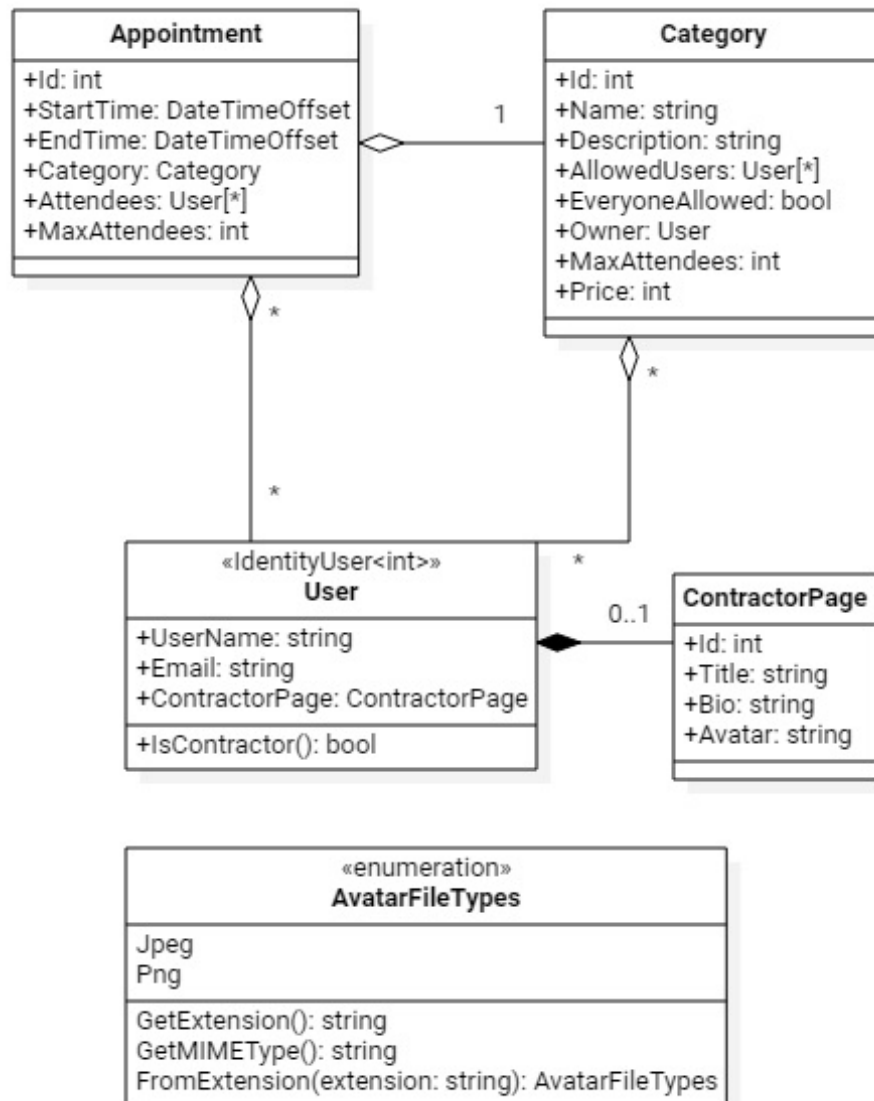 Appointment
+Id: int
+StartTime: DateTimeOffset
+EndTime: DateTimeOffset
+Category: Category
+Attendees: User[*]
+MaxAttendees: int
1
Category
+Id: int
+Name: string
+Description: string
+AllowedUsers: User[*]
+EveryoneAllowed: bool
+Owner: User
+MaxAttendees: int
+Price: int
*
*
*
*
«IdentityUser<int>»
User
+UserName: string
+Email: string
+ContractorPage: ContractorPage
+IsContractor(): bool
0..1
ContractorPage
+Id: int
+Title: string
+Bio: string
+Avatar: string
«enumeration»
AvatarFileTypes
Jpeg
Png
GetExtension(): string
GetMIMEType(): string
FromExtension(extension: string): AvatarFileTypes